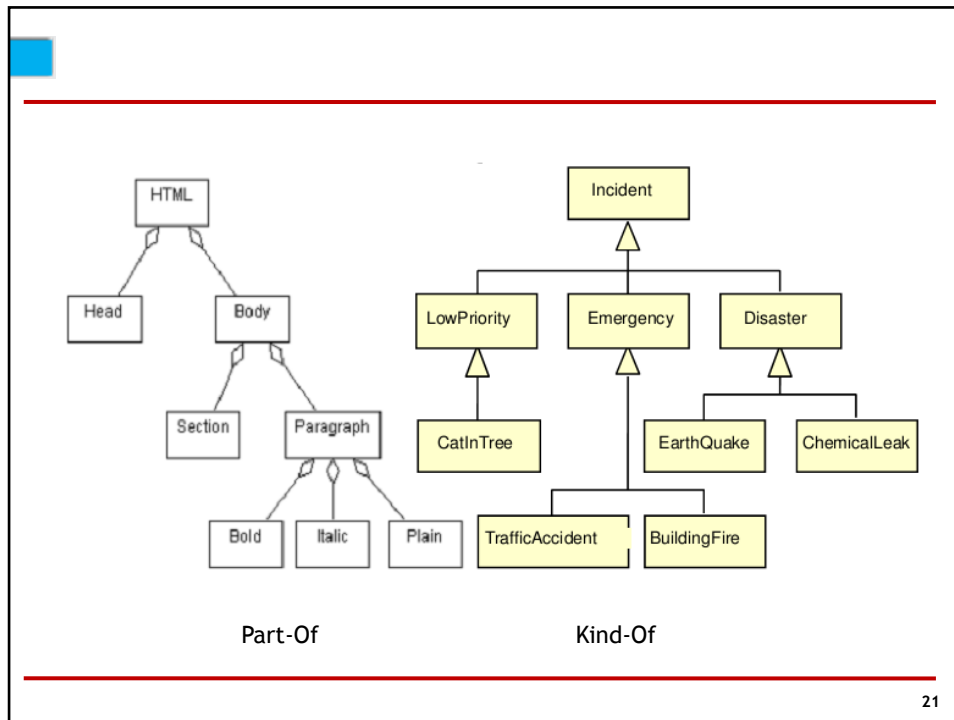 HTML
Head
Body
Section
Paragraph
Bold
Italic
Plain
Part-Of
Incident
LowPriority
Emergency
Disaster
CatInTree
EarthQuake
ChemicalLeak
TrafficAccident
BuildingFire
Kind-Of
21